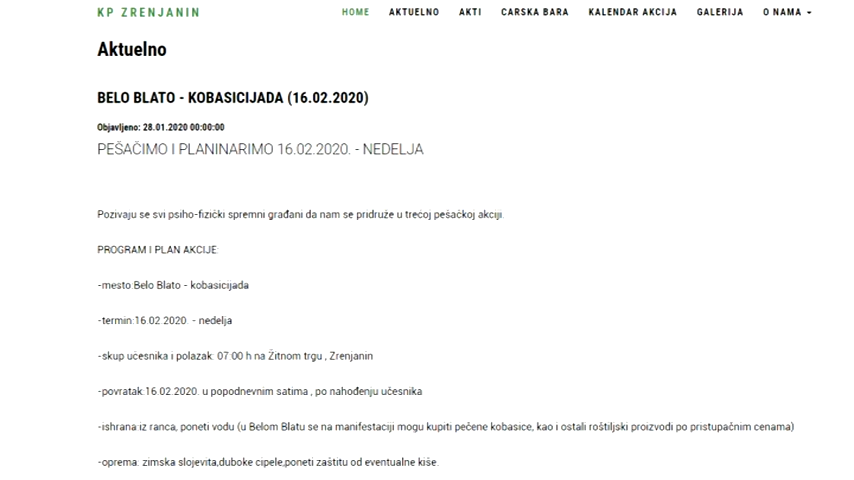 KP ZRENJANIN
HOME AKTUELNO AKTI CARSKA BARA KALENDAR AKCIJA GALERIJA O NAMA
Aktuelno
BELO BLATO - KOBASICIJADA (16.02.2020)
Objavljeno: 28.01.2020 00:00:00
PEŠAČIMO I PLANINARIMO 16.02.2020. - NEDELJA
Pozivaju se svi psiho-fizički spremni građani da nam se pridruže u trećoj pešačkoj akciji.
PROGRAM I PLAN AKCIJE:
-mesto:Belo Blato - kobasicijada
-termin:16.02.2020. - nedelja
-skup učesnika i polazak: 07:00 h na Žitnom trgu , Zrenjanin
-povratak:16.02.2020. u popodnevnim satima , po nahođenju učesnika
-ishrana:iz ranca, poneti vodu (u Belom Blatu se na manifestaciji mogu kupiti pečene kobasice, kao i ostali roštiljski proizvodi po pristupačnim cenama)
-oprema: zimska slojevita,duboke cipele,poneti zaštitu od eventualne kiše.